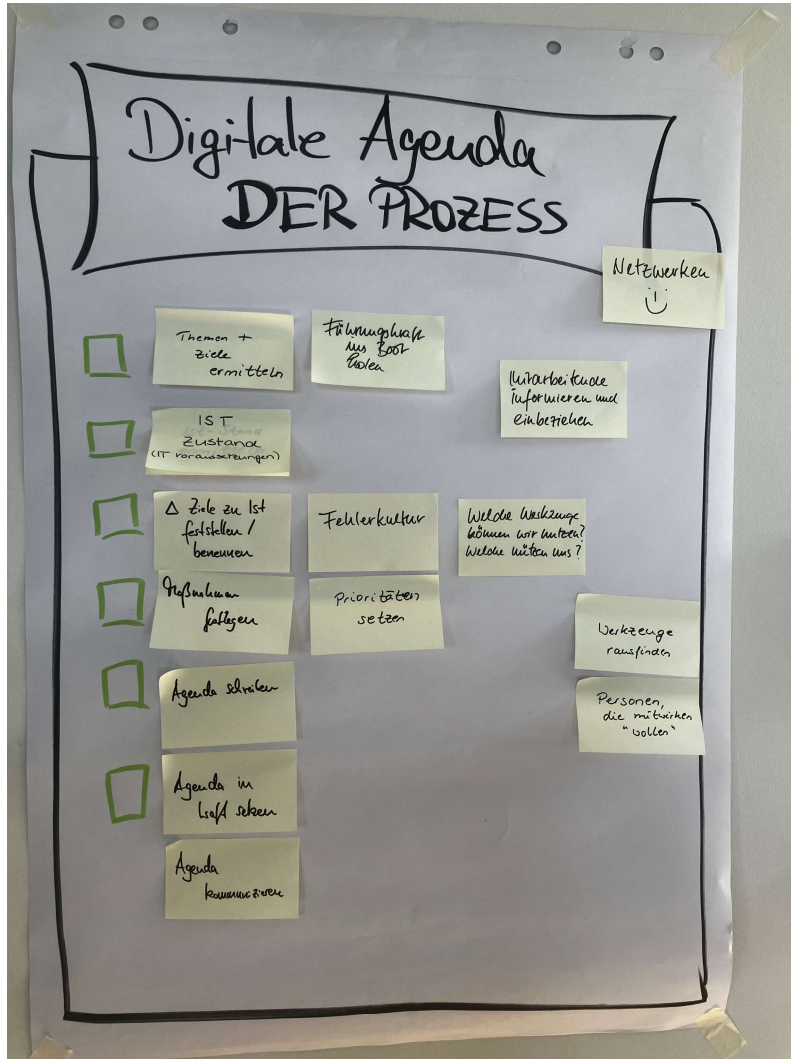 Digitale Agenda
DER PROZESS
Netzwerken
Themen +
Ziele
ermitteln
Führungskraft
ins Boot
holen
Mitarbeitende
informieren und
einbeziehen
IST
Zustand
(IT Voraussetzungen)
Δ Ziele zu Ist
feststellen /
benennen
Fehlerkultur
Welche Werkzeuge
können wir nutzen?
Welche nützen uns?
Maßnahmen
festlegen
Prioritäten
setzen
Werkzeuge
rausfinden
Agenda schreiben
Personen,
die mitwirken
"wollen"
Agenda in
Kraft setzen
Agenda
kommunizieren